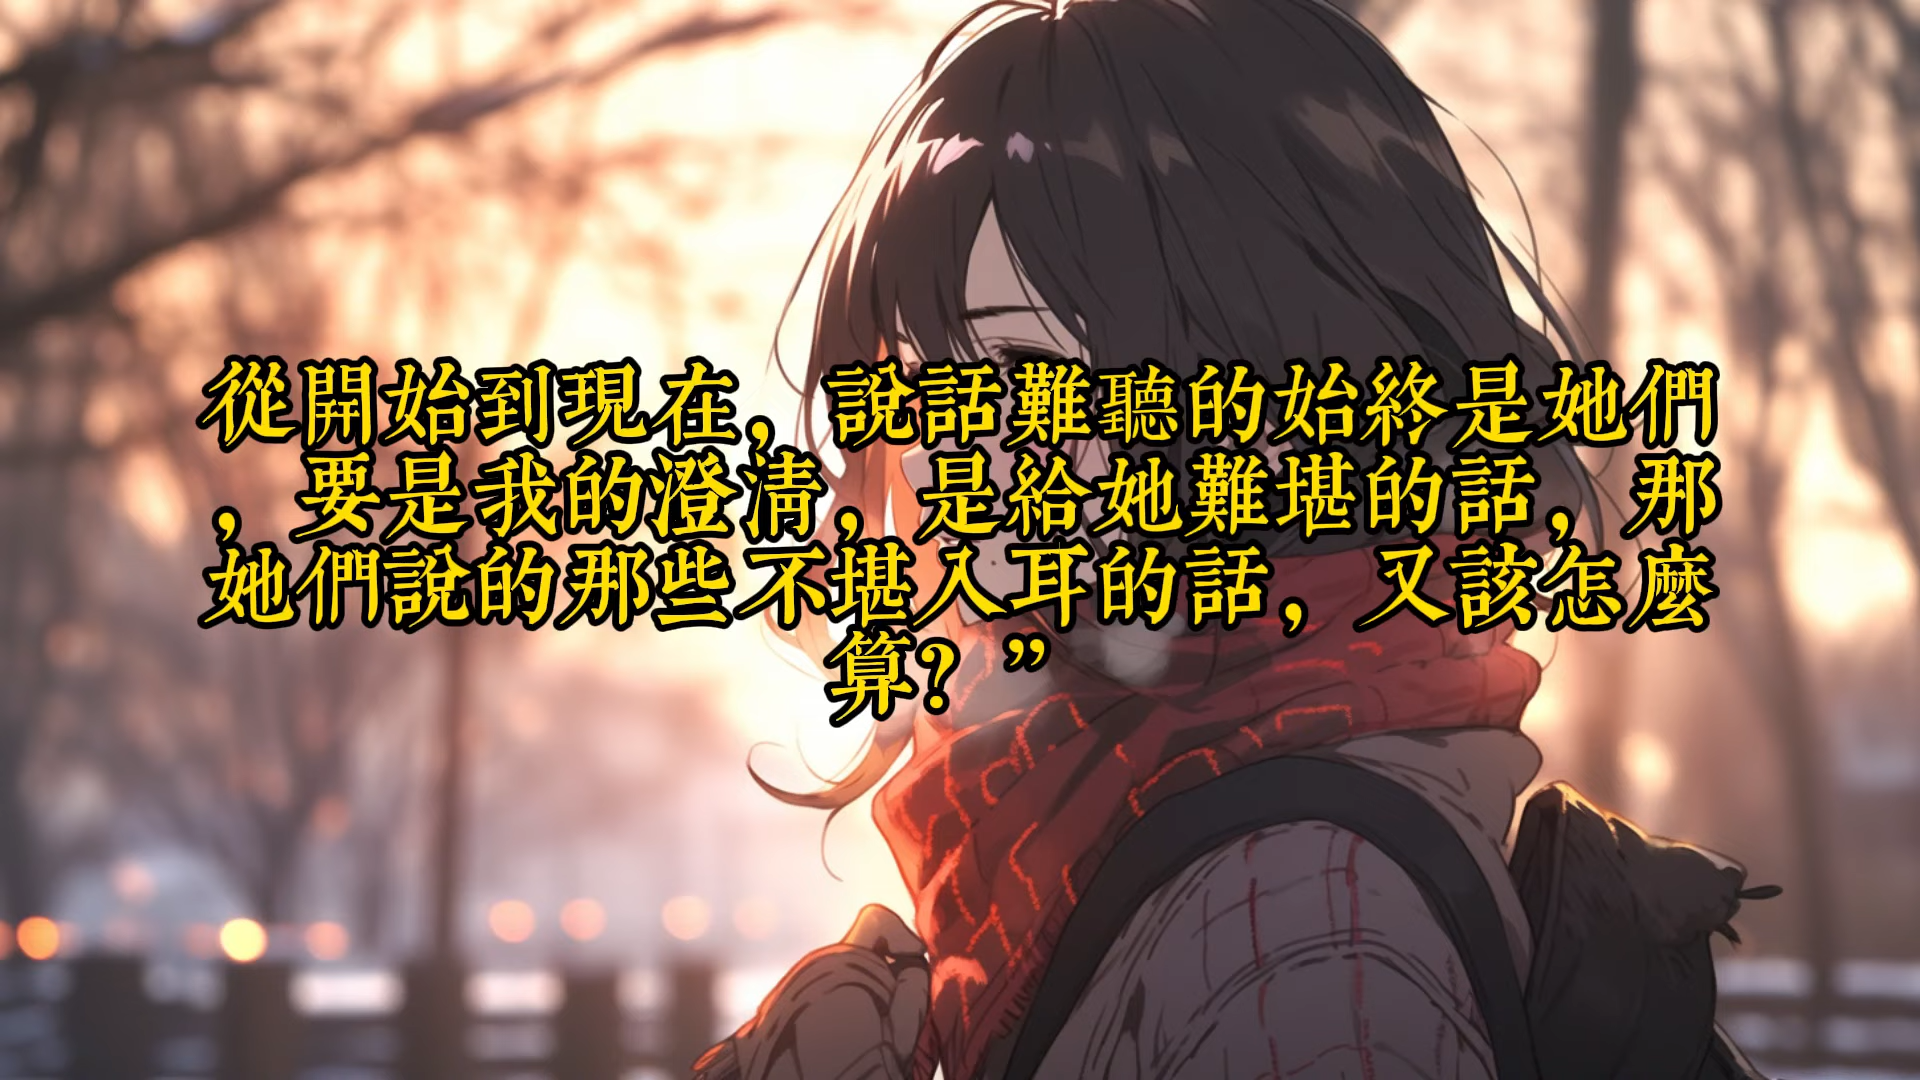 從開始到現在，說話難聽的始終是她們
，要是我的澄清，是給她難堪的話，那
她們說的那些不堪入耳的話，又該怎麼
算？”